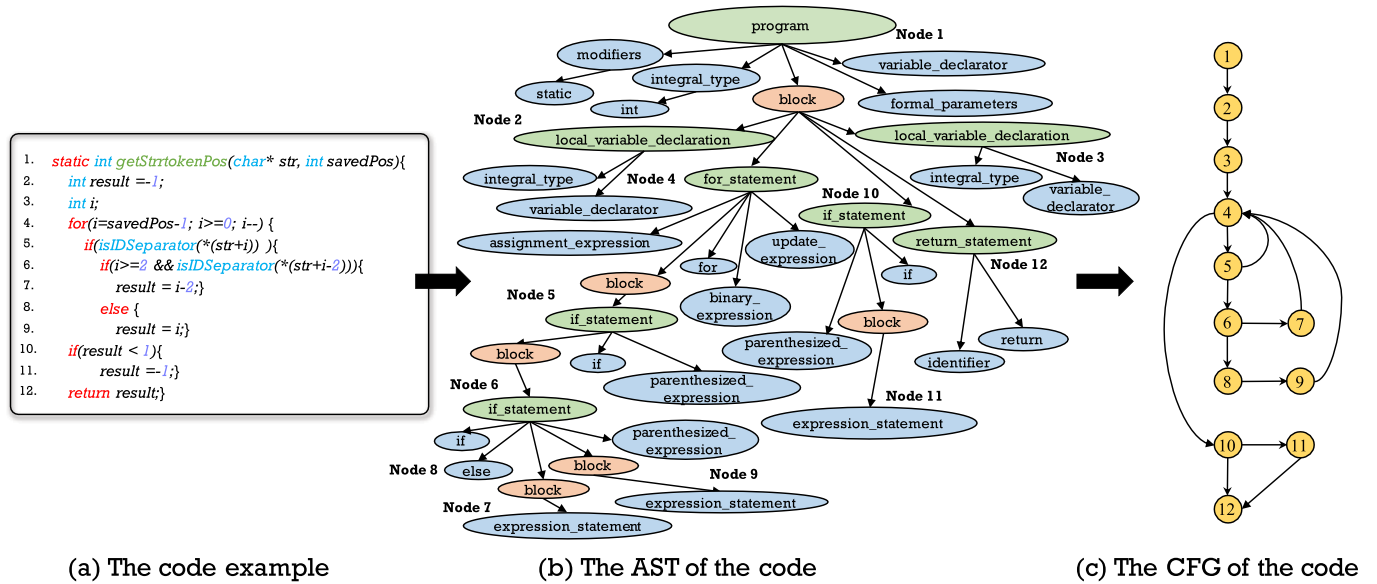 1. static int getStrtokenPos(char* str, int savedPos){
2. int result =-1;
3. int i;
4. for(i=savedPos-1; i>=0; i--) {
5. if(isIDSeparator(*(str+i)) ){
6. if(i>=2 &&isIDSeparator(*(str+i-2))){
7. result = i-2;}
8. else {
9. result = i;}
10. if(result < 1){
11. result =-1;}
12. return result;}
(a) The code example
program
Node 1
modifiers
variable_declarator
integral_type
static
int
block
formal_parameters
Node 2
local_variable_declaration
local_variable_declaration
Node 3
integral_type
Node 4
for_statement
Node 10
integral_type
variable_
declarator
variable_declarator
if_statement
assignment_expression
update_
expression
return_statement
for
if
Node 12
block
binary_
expression
Node 5
if_statement
block
parenthesized_
expression
return
identifier
block
if
parenthesized_
expression
Node 6
if_statement
Node 11
expression_statement
if
parenthesized_
expression
Node 8
else
block
Node 9
block
expression_statement
Node 7
expression_statement
(b) The AST of the code
1
2
3
4
5
6
7
8
9
10
11
12
(c) The CFG of the code